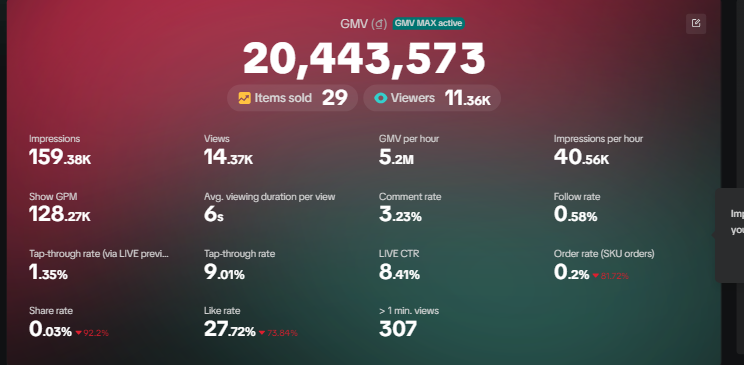 GMV (₫) GMV MAX active
20,443,573
Items sold 29 Viewers 11.36K
Impressions Views GMV per hour Impressions per hour
159.38K 14.37K 5.2M 40.56K
Show GPM Avg. viewing duration per view Comment rate Follow rate
128.27K 6s 3.23% 0.58%
Tap-through rate (via LIVE previ... Tap-through rate LIVE CTR Order rate (SKU orders)
1.35% 9.01% 8.41% 0.2%
Share rate Like rate > 1 min. views
0.03% ▼92.2% 27.72% ▼73.84% 307
Imp
you